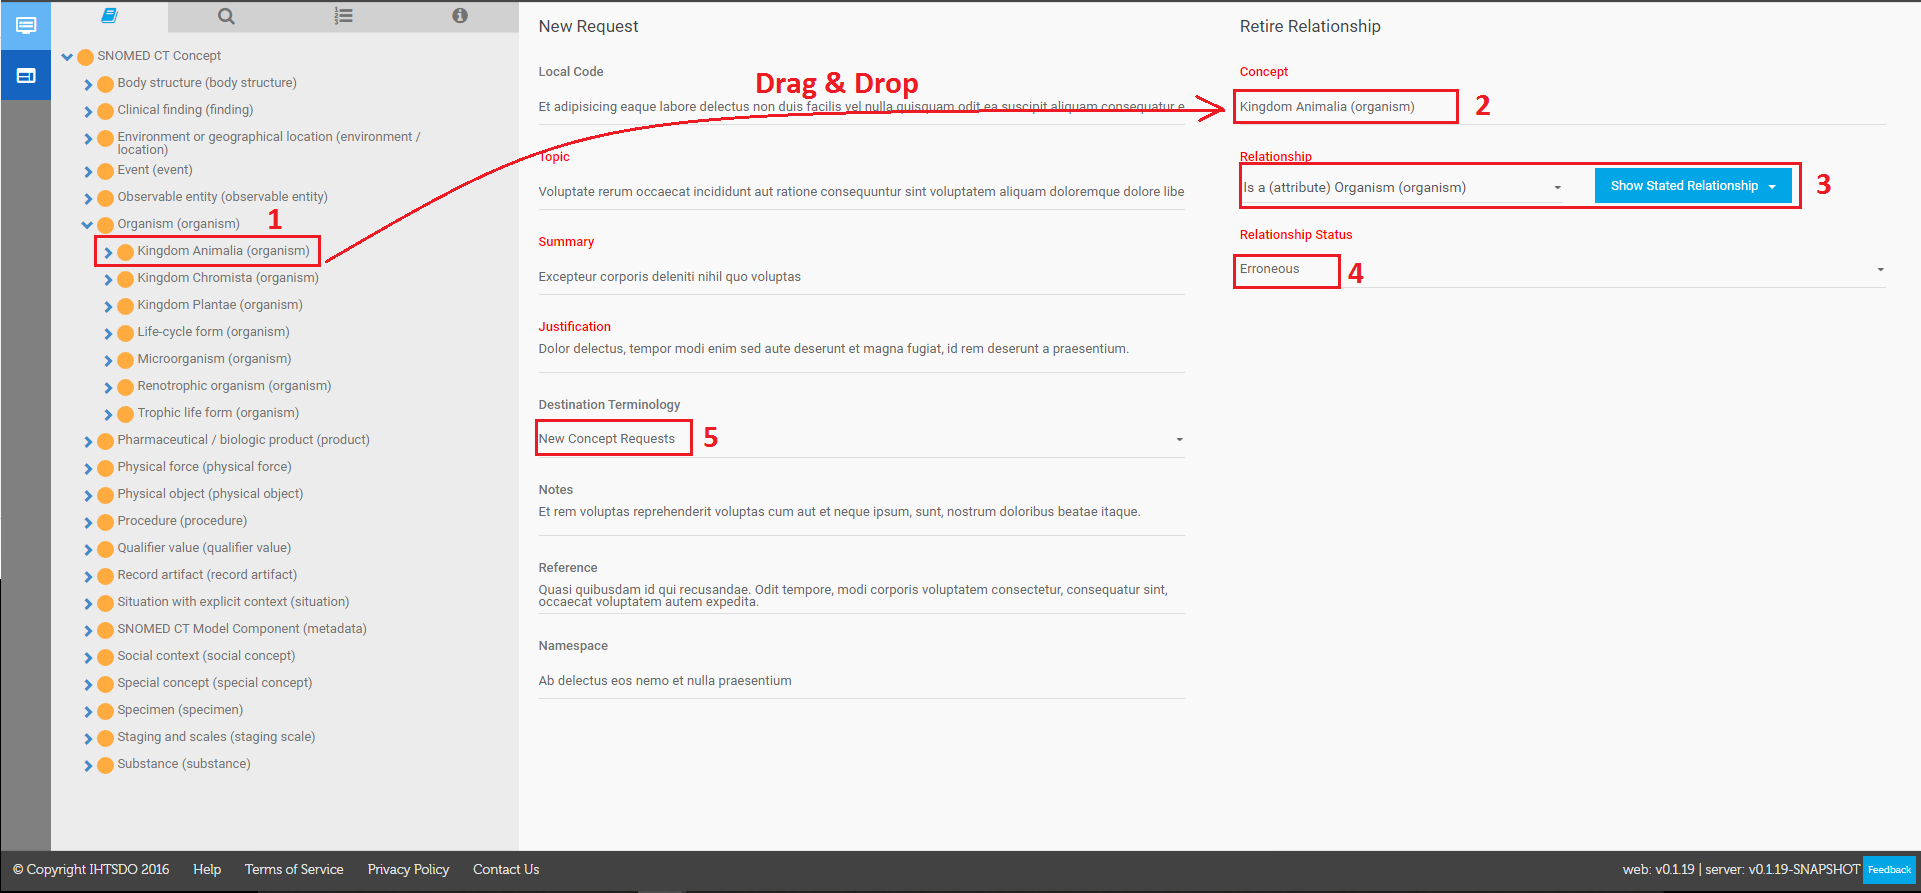 SNOMED CT Concept
Body structure (body structure)
Clinical finding (finding)
Environment or geographical location (environment /
location)
Event (event)
Observable entity (observable entity)
Organism (organism)
1
Kingdom Animalia (organism)
Kingdom Chromista (organism)
Kingdom Plantae (organism)
Life-cycle form (organism)
Microorganism (organism)
Renotrophic organism (organism)
Trophic life form (organism)
Pharmaceutical / biologic product (product)
Physical force (physical force)
Physical object (physical object)
Procedure (procedure)
Qualifier value (qualifier value)
Record artifact (record artifact)
Situation with explicit context (situation)
SNOMED CT Model Component (metadata)
Social context (social concept)
Special concept (special concept)
Specimen (specimen)
Staging and scales (staging scale)
Substance (substance)
New Request
Local Code
Drag & Drop
Et adipisicing eaque labore delectus non duis facilis vel nulla quisquam odit ea suscipit aliquam consequatur e
Topic
Voluptate rerum occaecat incididunt aut ratione consequuntur sint voluptatem aliquam doloremque dolore libe
Summary
Excepteur corporis deleniti nihil quo voluptas
Justification
Dolor delectus, tempor modi enim sed aute deserunt et magna fugiat, id rem deserunt a praesentium.
Destination Terminology
New Concept Requests
5
Notes
Et rem voluptas reprehenderit voluptas cum aut et neque ipsum, sunt, nostrum doloribus beatae itaque.
Reference
Quasi quibusdam id qui recusandae. Odit tempore, modi corporis voluptatem consectetur, consequatur sint,
occaecat voluptatem autem expedita.
Namespace
Ab delectus eos nemo et nulla praesentium
Retire Relationship
Concept
Kingdom Animalia (organism)
2
Relationship
Is a (attribute) Organism (organism)
Show Stated Relationship
3
Relationship Status
Erroneous
4
© Copyright IHTSDO 2016 Help Terms of Service Privacy Policy Contact Us
web: v0.1.19 | server: v0.1.19-SNAPSHOT
Feedback